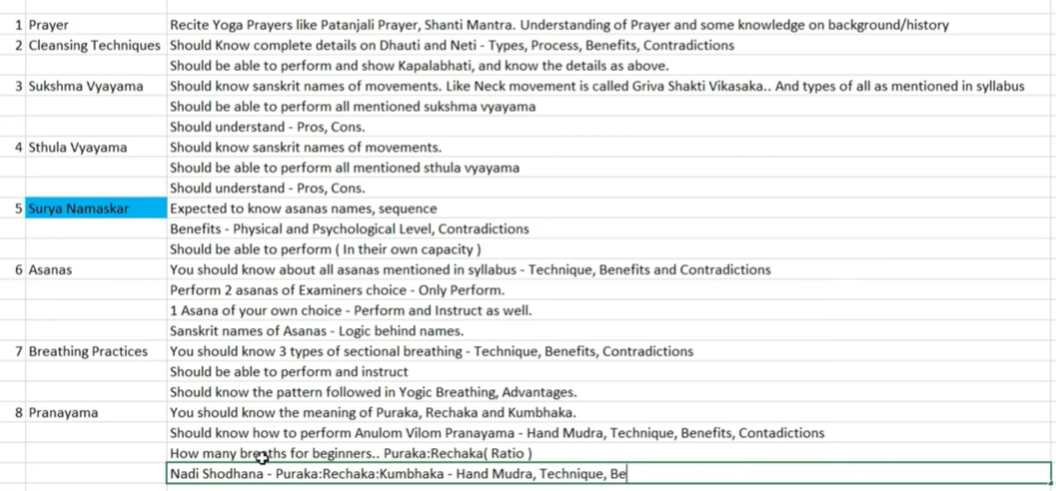 1 Prayer Recite Yoga Prayers like Patanjali Prayer, Shanti Mantra. Understanding of Prayer and some knowledge on background/history
2 Cleansing Techniques Should Know complete details on Dhauti and Neti - Types, Process, Benefits, Contradictions
Should be able to perform and show Kapalabhati, and know the details as above.
3 Sukshma Vyayama Should know sanskrit names of movements. Like Neck movement is called Griva Shakti Vikasaka.. And types of all as mentioned in syllabus
Should be able to perform all mentioned sukshma vyayama
Should understand - Pros, Cons.
4 Sthula Vyayama Should know sanskrit names of movements.
Should be able to perform all mentioned sthula vyayama
Should understand - Pros, Cons.
5 Surya Namaskar Expected to know asanas names, sequence
Benefits - Physical and Psychological Level, Contradictions
Should be able to perform ( In their own capacity )
6 Asanas You should know about all asanas mentioned in syllabus - Technique, Benefits and Contradictions
Perform 2 asanas of Examiners choice - Only Perform.
1 Asana of your own choice - Perform and Instruct as well.
Sanskrit names of Asanas - Logic behind names.
7 Breathing Practices You should know 3 types of sectional breathing - Technique, Benefits, Contradictions
Should be able to perform and instruct
Should know the pattern followed in Yogic Breathing, Advantages.
8 Pranayama You should know the meaning of Puraka, Rechaka and Kumbhaka.
Should know how to perform Anulom Vilom Pranayama - Hand Mudra, Technique, Benefits, Contadictions
How many breaths for beginners.. Puraka:Rechaka( Ratio )
Nadi Shodhana - Puraka:Rechaka:Kumbhaka - Hand Mudra, Technique, Be